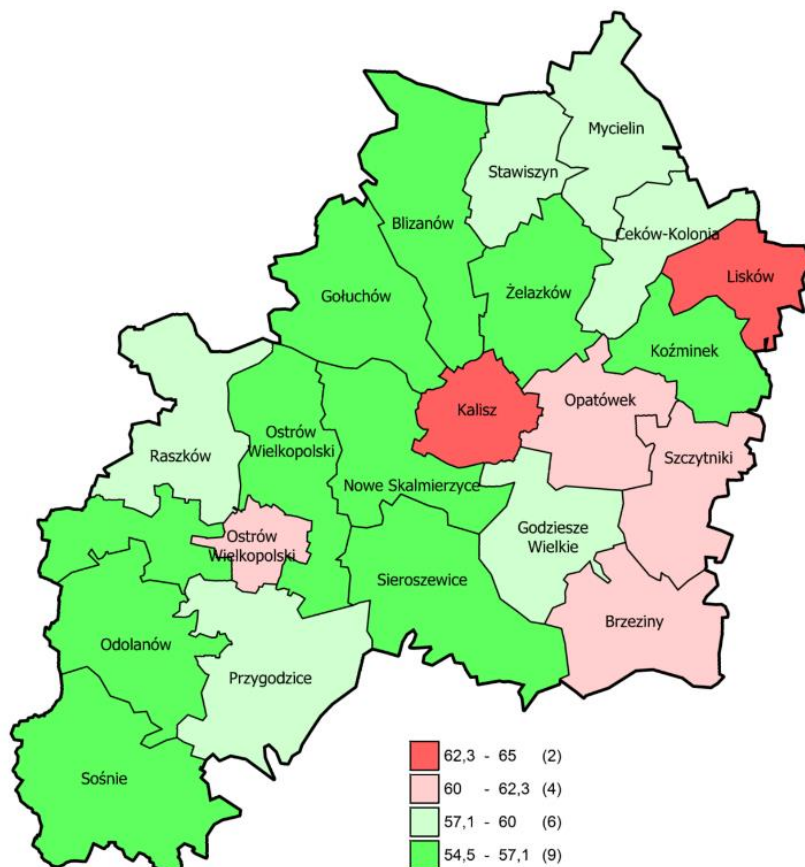 Mycielin
Stawiszyn
Blizanów
Ceków-Kolonia
Lisków
Gołuchów
Żelazków
Koźminek
Kalisz
Opatówek
Ostrów
Wielkopolski
Raszków
Szczytniki
Nowe Skalmierzyce
Godziesze
Wielkie
Ostrów
Wielkopolski
Sieroszewice
Brzeziny
Odolanów
Przygodzice
Sośnie
62,3 - 65 (2)
60 - 62,3 (4)
57,1 - 60 (6)
54,5 - 57,1 (9)